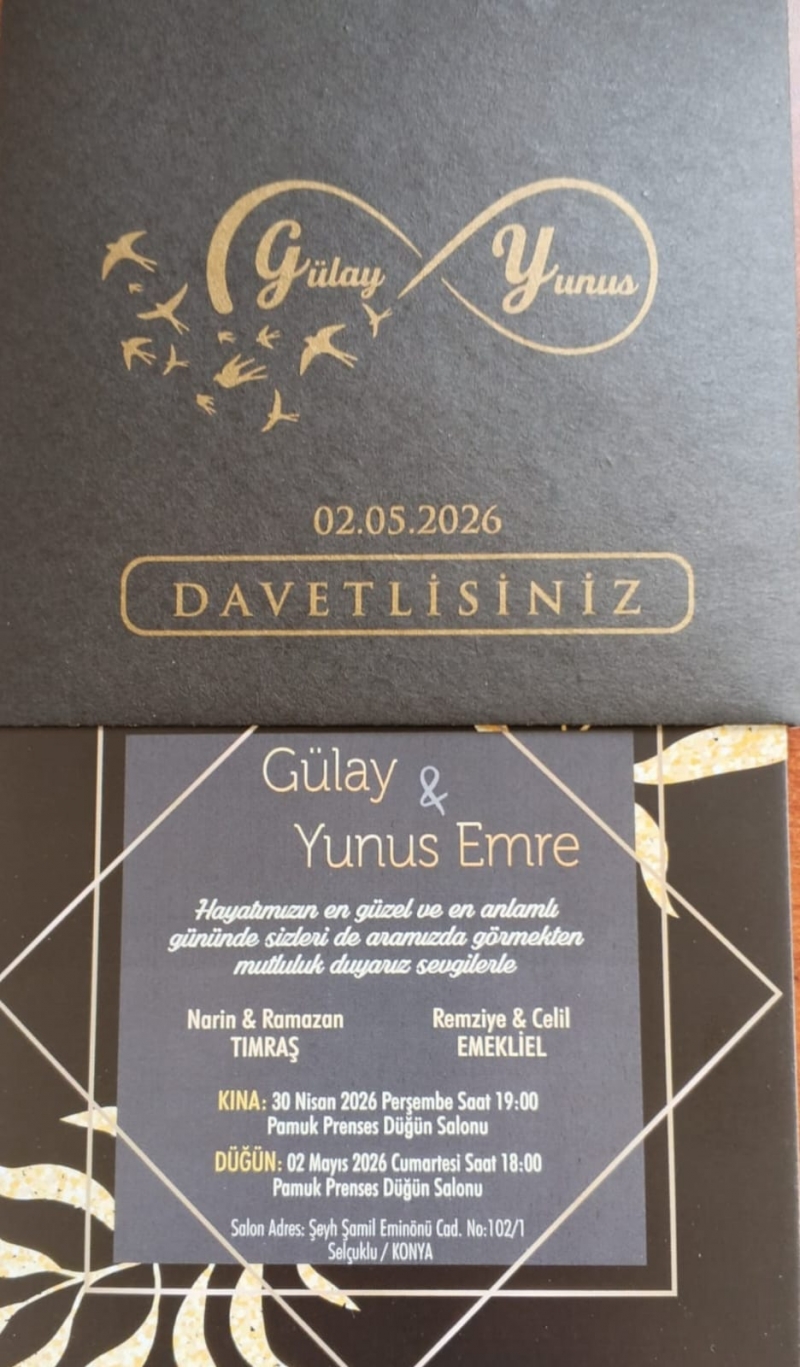 Gülay Yunus
02.05.2026
DAVETLİSİNİZ
Gülay &
Yunus Emre
Hayatımızın en güzel ve en anlamlı
gününde sizleri de aramızda görmekten
mutluluk duyarız sevgilerle
Narin & Ramazan Remziye & Celil
TIMRAŞ EMEKLİEL
KINA: 30 Nisan 2026 Perşembe Saat 19:00
Pamuk Prenses Düğün Salonu
DÜĞÜN: 02 Mayıs 2026 Cumartesi Saat 18:00
Pamuk Prenses Düğün Salonu
Salon Adres: Şeyh Şamil Eminönü Cad. No:102/1
Selçuklu / KONYA